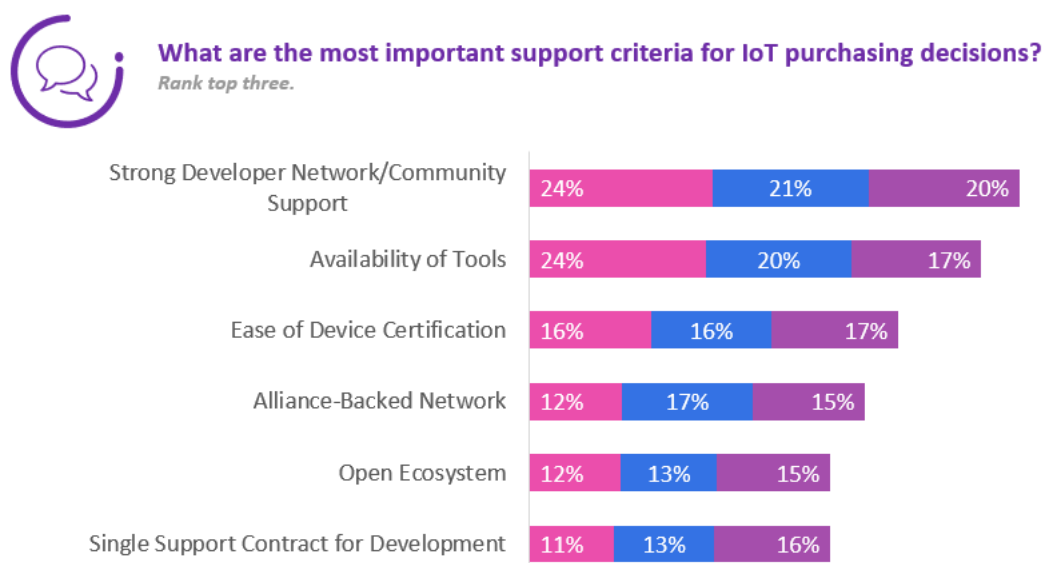 What are the most important support criteria for IoT purchasing decisions?
Rank top three.
Strong Developer Network/Community
Support
24% 21% 20%
Availability of Tools 24% 20% 17%
Ease of Device Certification 16% 16% 17%
Alliance-Backed Network 12% 17% 15%
Open Ecosystem 12% 13% 15%
Single Support Contract for Development 11% 13% 16%